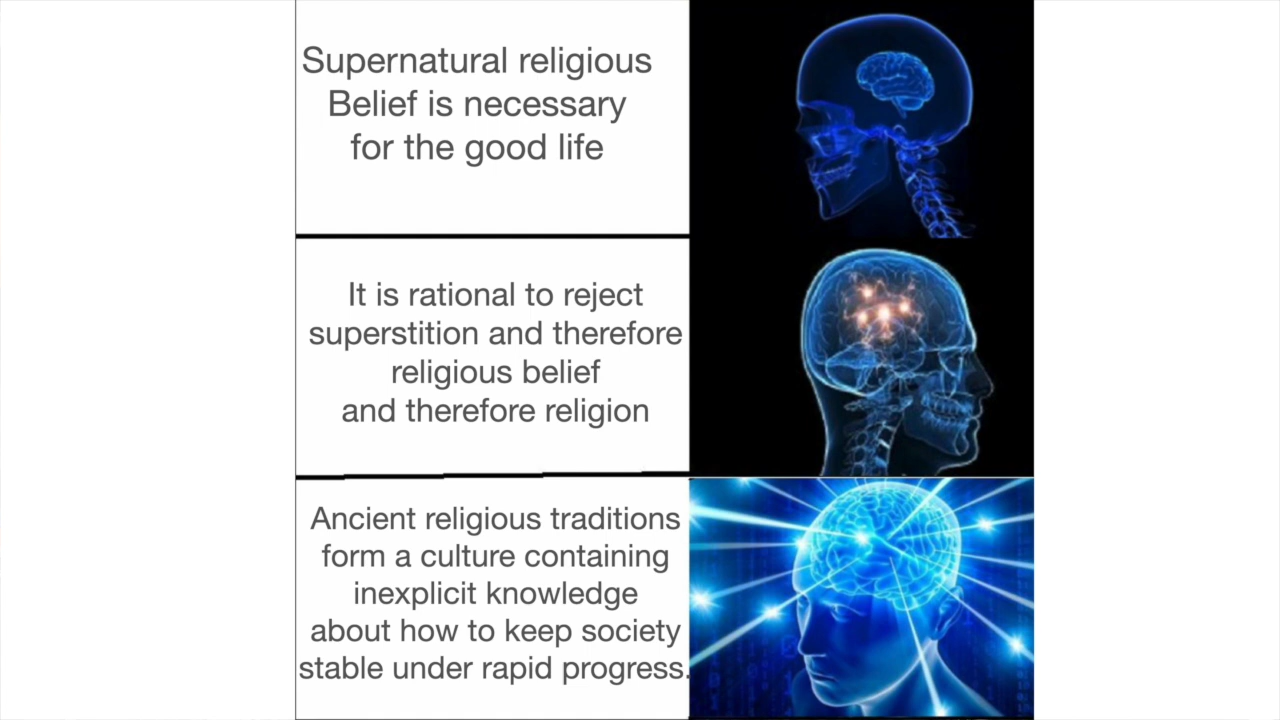 Supernatural religious
Belief is necessary
for the good life
It is rational to reject
superstition and therefore
religious belief
and therefore religion
Ancient religious traditions
form a culture containing
inexplicit knowledge
about how to keep society
stable under rapid progress.